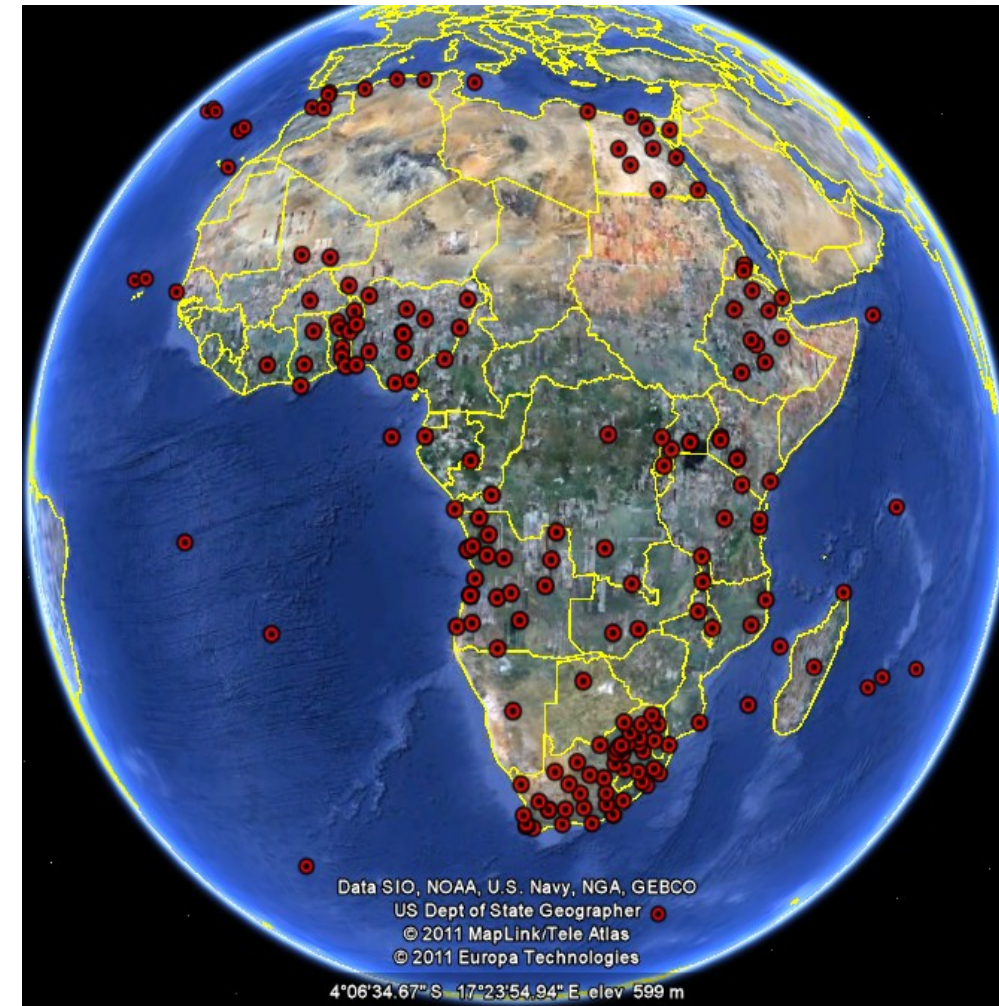 Data SIO, NOAA, U.S. Navy, NGA, GEBCO
US Dept of State Geographer
© 2011 MapLink/Tele Atlas
© 2011 Europa Technologies
4°06'34.67" S 17°23'54.94" E elev 599 m